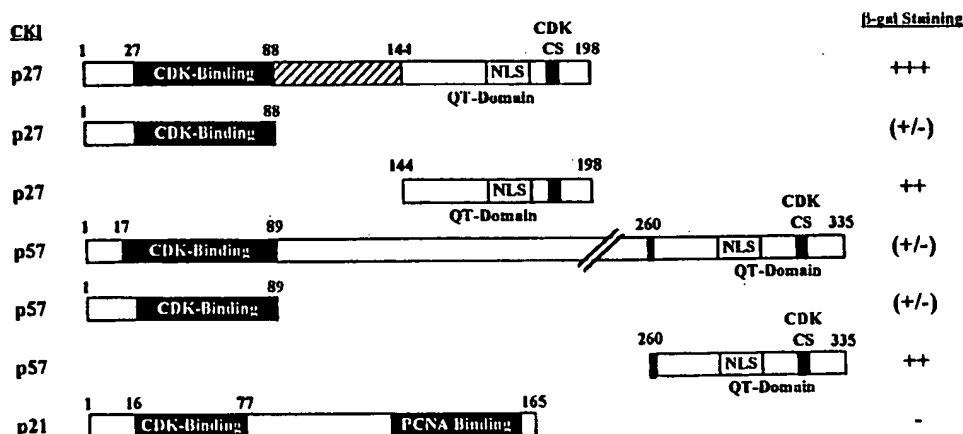 β-gal Staining
CKI
CDK
1 27 88 144 CS 198
p27 CDK-Binding NLS +++
QT-Domain
1 88
p27 CDK-Binding (+/-)
144 198
p27 NLS ++
QT-Domain
CDK
1 17 89 260 CS 335
p57 CDK-Binding NLS (+/-)
QT-Domain
1 89
p57 CDK-Binding (+/-)
CDK
260 CS 335
p57 NLS ++
QT-Domain
1 16 77 165
p21 CDK-Binding PCNA Binding -